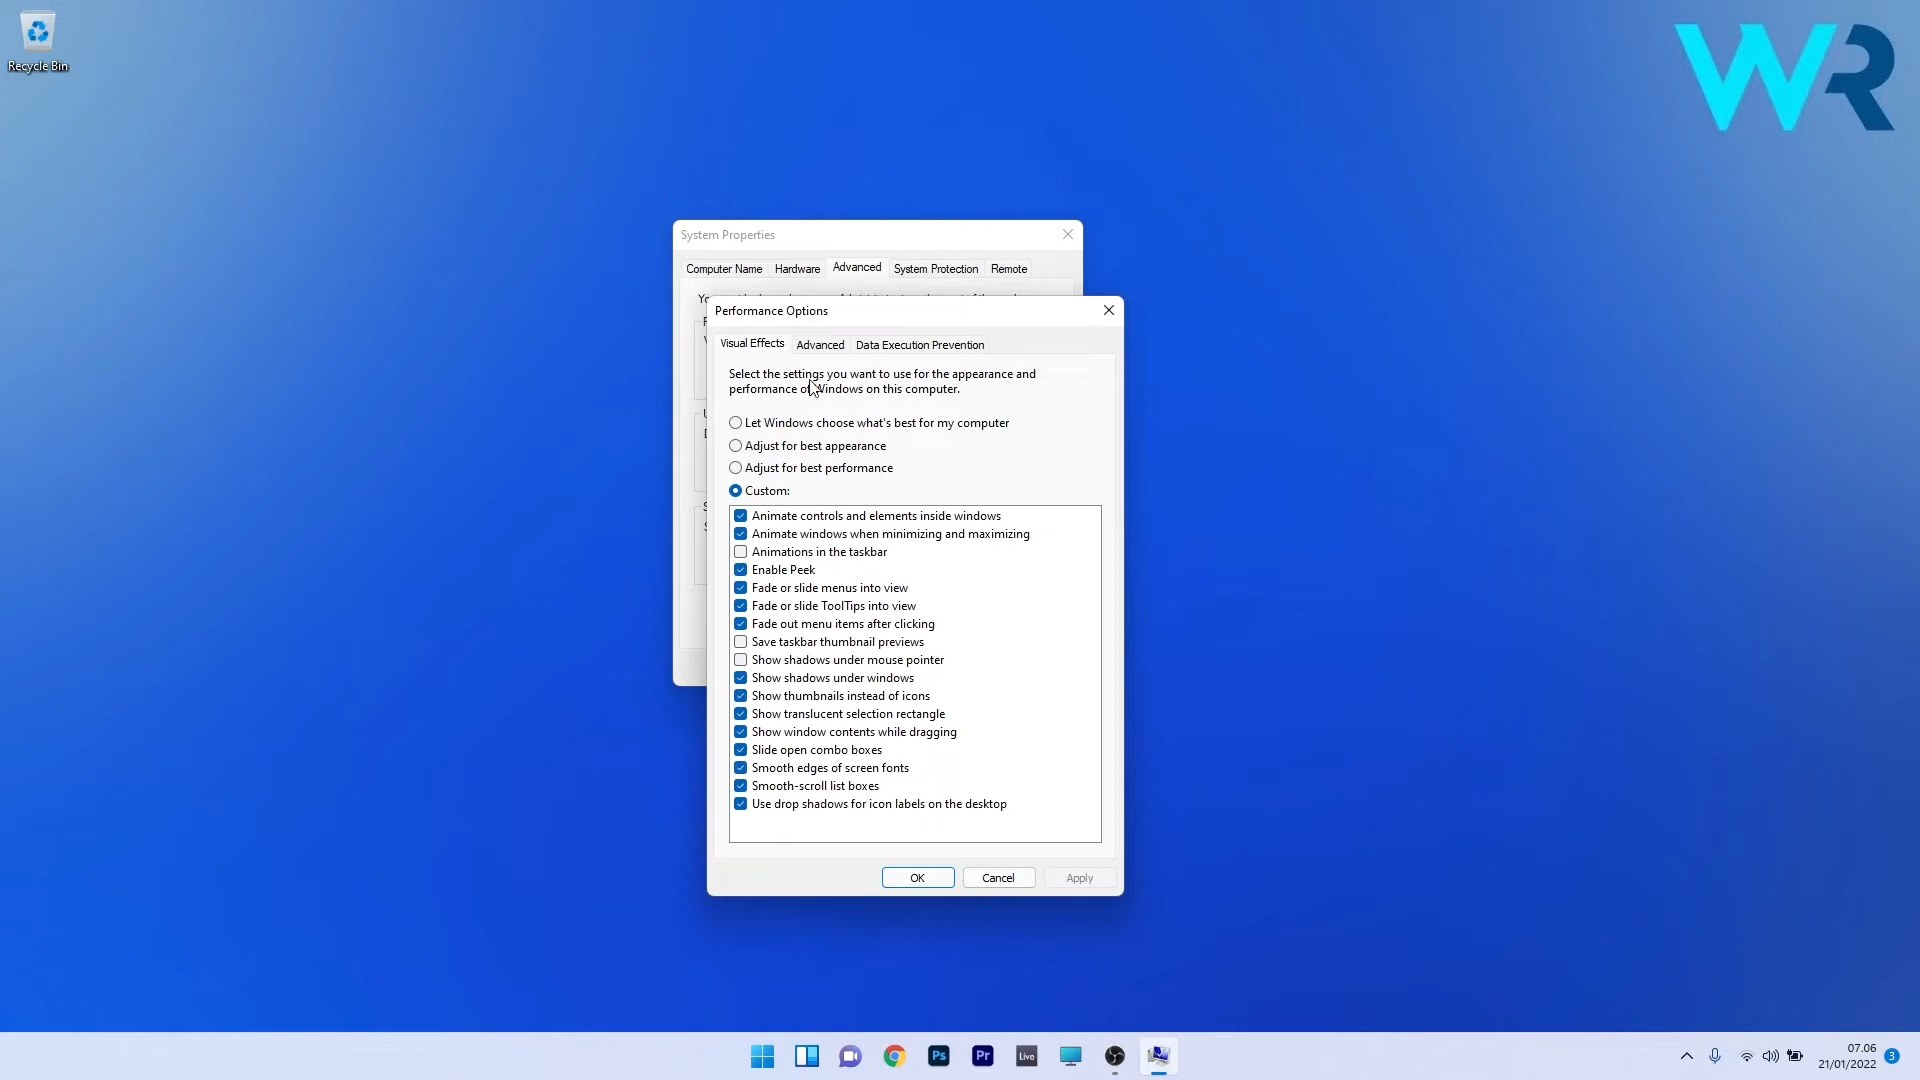 Recycle Bin
WR
System Properties
Computer Name Hardware Advanced System Protection Remote
Performance Options
Visual Effects Advanced Data Execution Prevention
Select the settings you want to use for the appearance and
performance of Windows on this computer.
Let Windows choose what's best for my computer
Adjust for best appearance
Adjust for best performance
Custom:
Animate controls and elements inside windows
Animate windows when minimizing and maximizing
Animations in the taskbar
Enable Peek
Fade or slide menus into view
Fade or slide ToolTips into view
Fade out menu items after clicking
Save taskbar thumbnail previews
Show shadows under mouse pointer
Show shadows under windows
Show thumbnails instead of icons
Show translucent selection rectangle
Show window contents while dragging
Slide open combo boxes
Smooth edges of screen fonts
Smooth-scroll list boxes
Use drop shadows for icon labels on the desktop
OK Cancel Apply
Ps Pr Live
07.06
21/01/2022 3